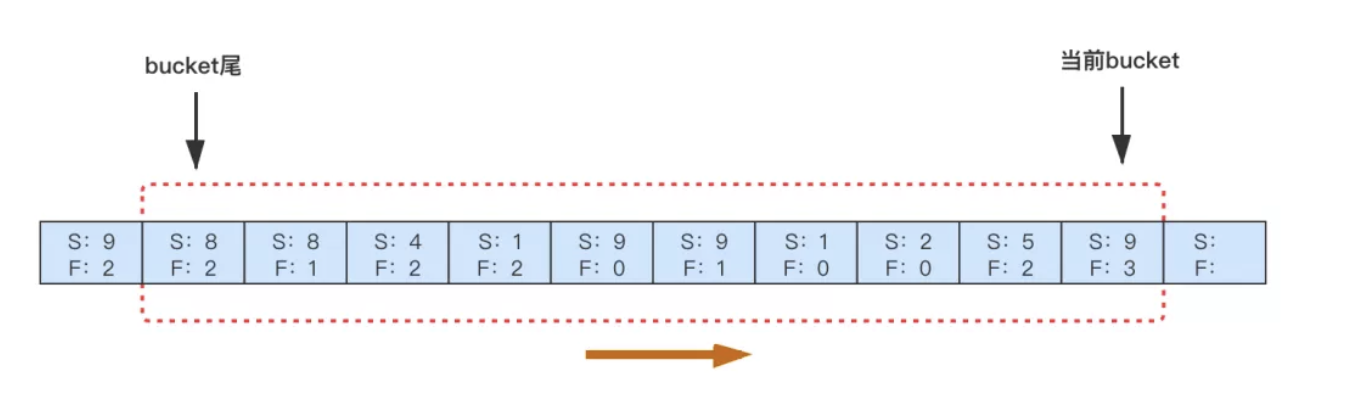 bucket尾
当前bucket
S: 9
F: 2
S: 8
F: 2
S: 8
F: 1
S: 4
F: 2
S: 1
F: 2
S: 9
F: 0
S: 9
F: 1
S: 1
F: 0
S: 2
F: 0
S: 5
F: 2
S: 9
F: 3
S:
F: